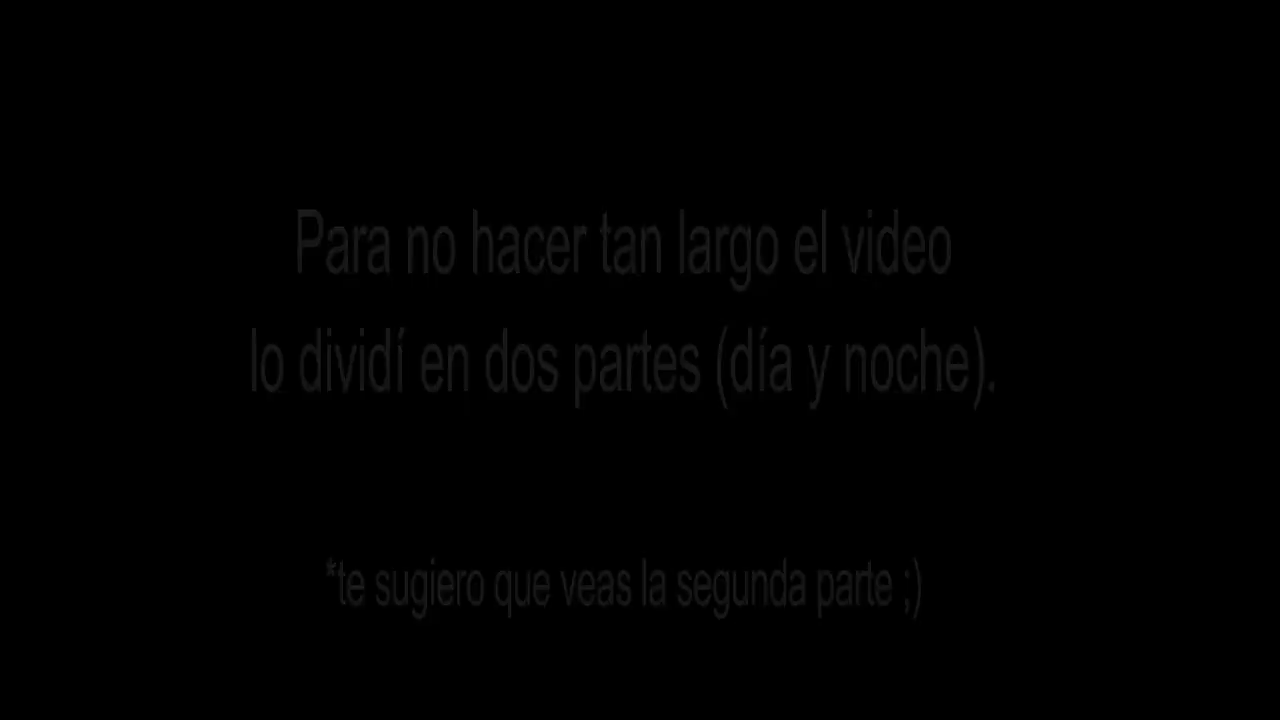 Para no hacer tan largo el video
lo dividí en dos partes (día y noche).
*te sugiero que veas la segunda parte ;)